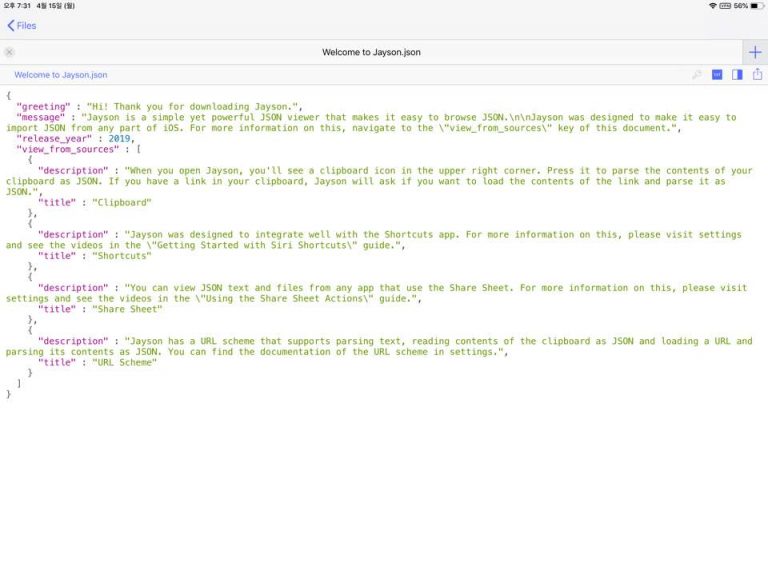 오후 7:31 4월 15일 (월)
VPN 56%
Files
Welcome to Jayson.json
Welcome to Jayson.json
{
  "greeting" : "Hi! Thank you for downloading Jayson.",
  "message" : "Jayson is a simple yet powerful JSON viewer that makes it easy to browse JSON.\n\nJayson was designed to make it easy to
import JSON from any part of iOS. For more information on this, navigate to the \"view_from_sources\" key of this document.",
  "release_year" : 2019,
  "view_from_sources" : [
    {
      "description" : "When you open Jayson, you'll see a clipboard icon in the upper right corner. Press it to parse the contents of your
clipboard as JSON. If you have a link in your clipboard, Jayson will ask if you want to load the contents of the link and parse it as
JSON.",
      "title" : "Clipboard"
    },
    {
      "description" : "Jayson was designed to integrate well with the Shortcuts app. For more information on this, please visit settings
and see the videos in the \"Getting Started with Siri Shortcuts\" guide.",
      "title" : "Shortcuts"
    },
    {
      "description" : "You can view JSON text and files from any app that use the Share Sheet. For more information on this, please visit
settings and see the videos in the \"Using the Share Sheet Actions\" guide.",
      "title" : "Share Sheet"
    },
    {
      "description" : "Jayson has a URL scheme that supports parsing text, reading contents of the clipboard as JSON and loading a URL and
parsing its contents as JSON. You can find the documentation of the URL scheme in settings.",
      "title" : "URL Scheme"
    }
  ]
}